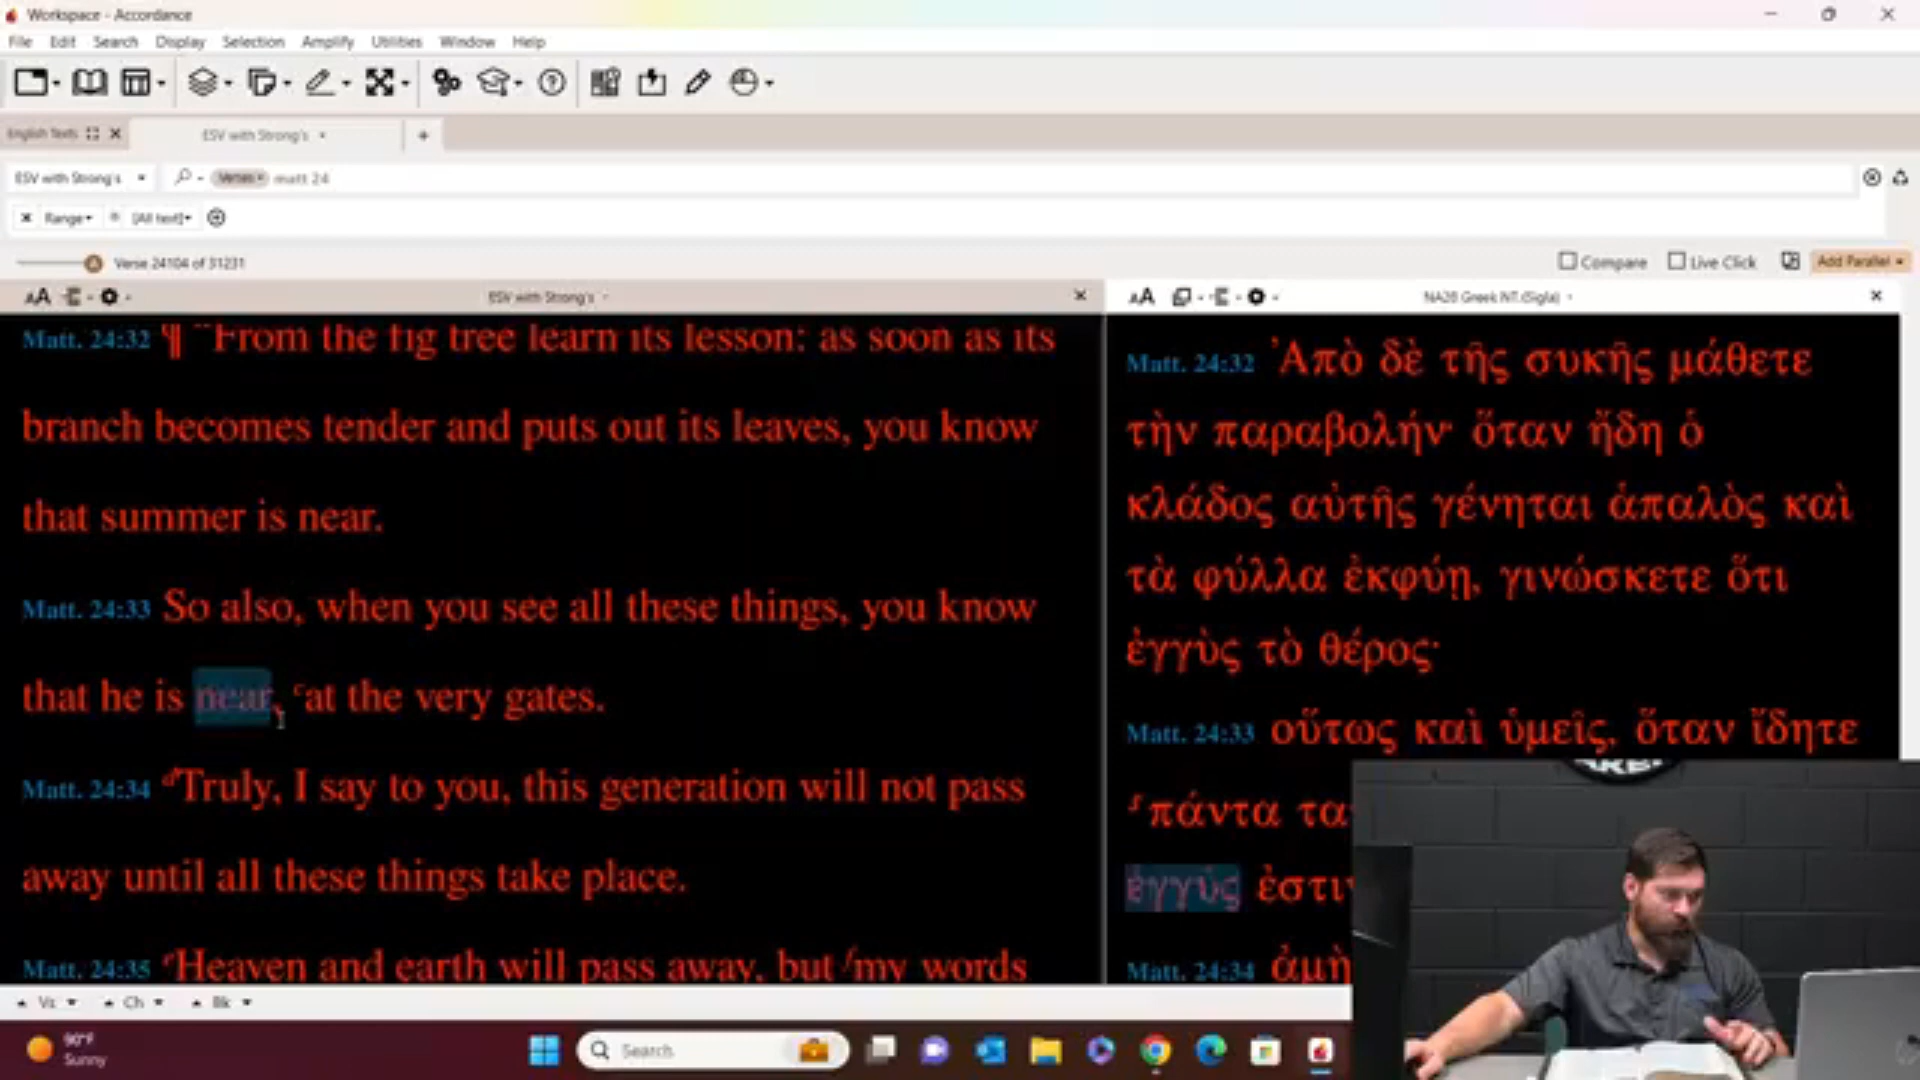 Workspace - Accordance
File Edit Search Display Selection Amplify Utilities Window Help
English Texts
ESV with Strong's
ESV with Strong's
Verses matt 24
Range [All text]
Verse 24104 of 31231
Compare Live Click Add Parallel
ESV with Strong's
Matt. 24:32 ¶ From the fig tree learn its lesson: as soon as its
branch becomes tender and puts out its leaves, you know
that summer is near.
Matt. 24:33 So also, when you see all these things, you know
that he is near, c at the very gates.
Matt. 24:34 d Truly, I say to you, this generation will not pass
away until all these things take place.
Matt. 24:35 e Heaven and earth will pass away, but f my words
NA28 Greek NT (Sigla)
Matt. 24:32 Ἀπὸ δὲ τῆς συκῆς μάθετε
τὴν παραβολήν· ὅταν ἤδη ὁ
κλάδος αὐτῆς γένηται ἁπαλὸς καὶ
τὰ φύλλα ἐκφύῃ, γινώσκετε ὅτι
ἐγγὺς τὸ θέρος·
Matt. 24:33 οὕτως καὶ ὑμεῖς, ὅταν ἴδητε
⸂πάντα τα
ἐγγύς ἐστιν
Matt. 24:34 ἀμὴ
Vs Ch Bk
90°F
Sunny
Search